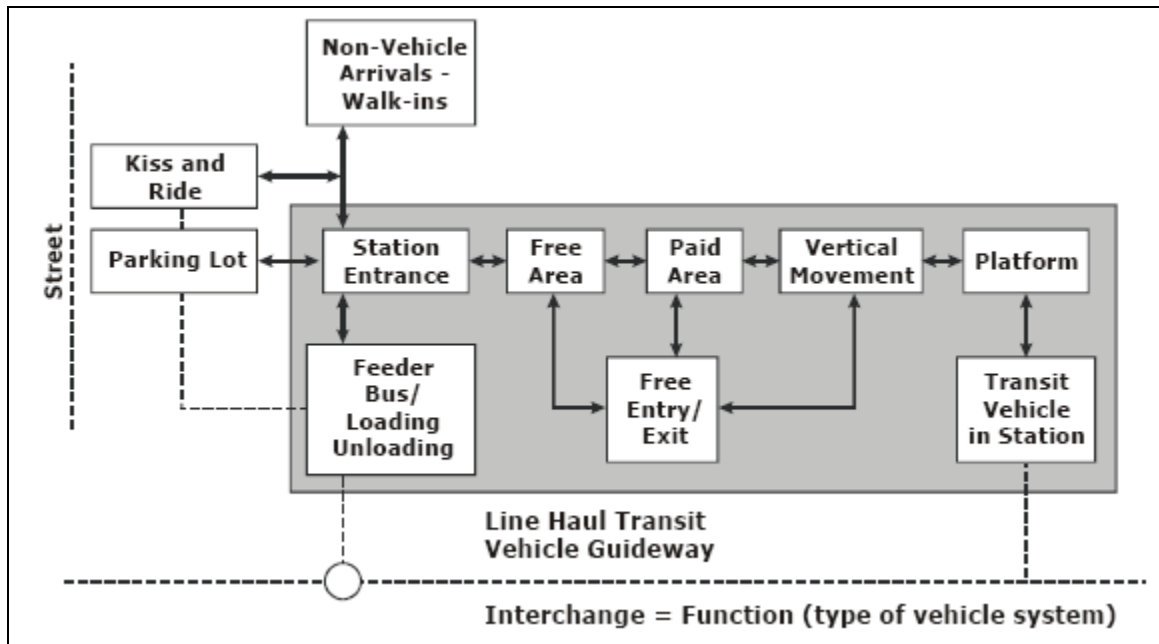 Non-Vehicle
Arrivals -
Walk-ins
Kiss and
Ride
Street
Parking Lot
Station
Entrance
Free
Area
Paid
Area
Vertical
Movement
Platform
Feeder
Bus/
Loading
Unloading
Free
Entry/
Exit
Transit
Vehicle
in Station
Line Haul Transit
Vehicle Guideway
Interchange = Function (type of vehicle system)